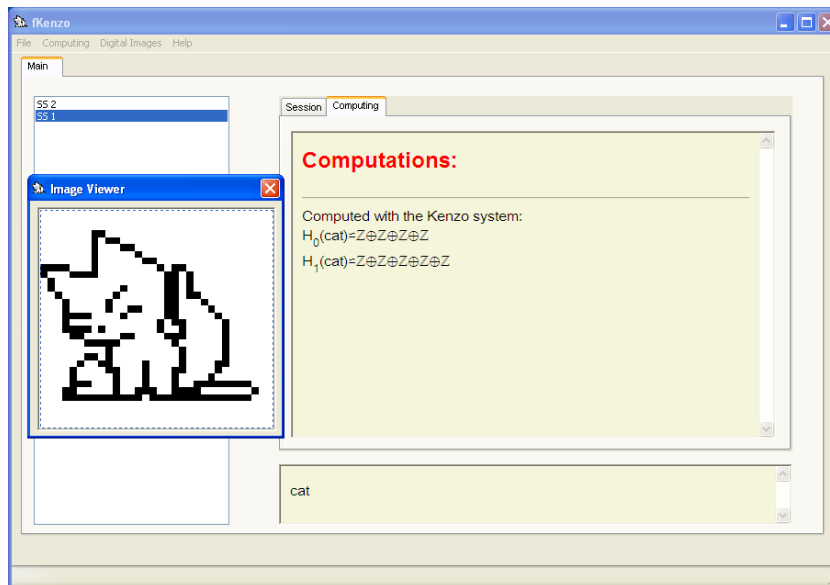 fKenzo
File Computing Digital Images Help
Main
SS 2
SS 1
Session Computing
Computations:
Image Viewer
Computed with the Kenzo system:
H₀(cat)=Z⊕Z⊕Z⊕Z
H₁(cat)=Z⊕Z⊕Z⊕Z⊕Z
cat